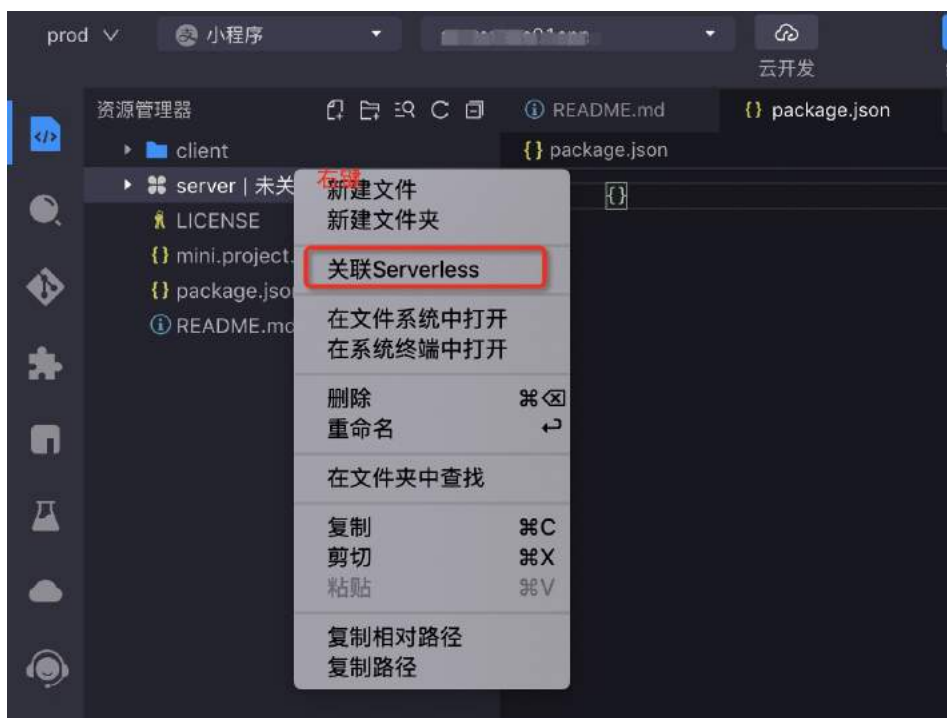 prod
小程序
云开发
资源管理器
README.md
{} package.json
client
{} package.json
server | 未关
右键
{}
LICENSE
{} mini.project.
{} package.jso
README.md
新建文件
新建文件夹
关联Serverless
在文件系统中打开
在系统终端中打开
删除 ⌘⌫
重命名 ↩
在文件夹中查找
复制 ⌘C
剪切 ⌘X
粘贴 ⌘V
复制相对路径
复制路径